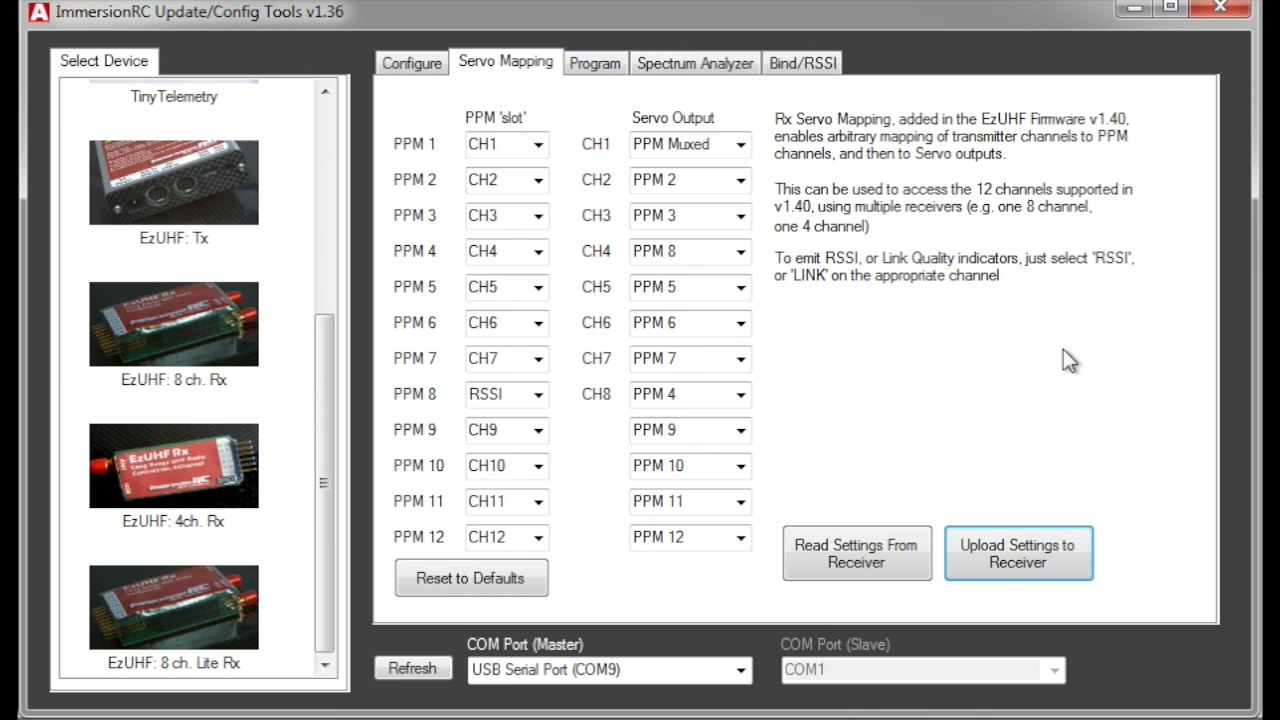 ImmersionRC Update/Config Tools v1.36
Select Device
TinyTelemetry
EzUHF: Tx
EzUHF: 8 ch. Rx
EzUHF Rx
EzUHF: 4ch. Rx
EzUHF: 8 ch. Lite Rx
Configure Servo Mapping Program Spectrum Analyzer Bind/RSSI
PPM 'slot' Servo Output
PPM 1 CH1 CH1 PPM Muxed
PPM 2 CH2 CH2 PPM 2
PPM 3 CH3 CH3 PPM 3
PPM 4 CH4 CH4 PPM 8
PPM 5 CH5 CH5 PPM 5
PPM 6 CH6 CH6 PPM 6
PPM 7 CH7 CH7 PPM 7
PPM 8 RSSI CH8 PPM 4
PPM 9 CH9 PPM 9
PPM 10 CH10 PPM 10
PPM 11 CH11 PPM 11
PPM 12 CH12 PPM 12
Reset to Defaults
Rx Servo Mapping, added in the EzUHF Firmware v1.40,
enables arbitrary mapping of transmitter channels to PPM
channels, and then to Servo outputs.
This can be used to access the 12 channels supported in
v1.40, using multiple receivers (e.g. one 8 channel,
one 4 channel)
To emit RSSI, or Link Quality indicators, just select 'RSSI',
or 'LINK' on the appropriate channel
Read Settings From
Receiver
Upload Settings to
Receiver
Refresh
COM Port (Master)
USB Serial Port (COM9)
COM Port (Slave)
COM1